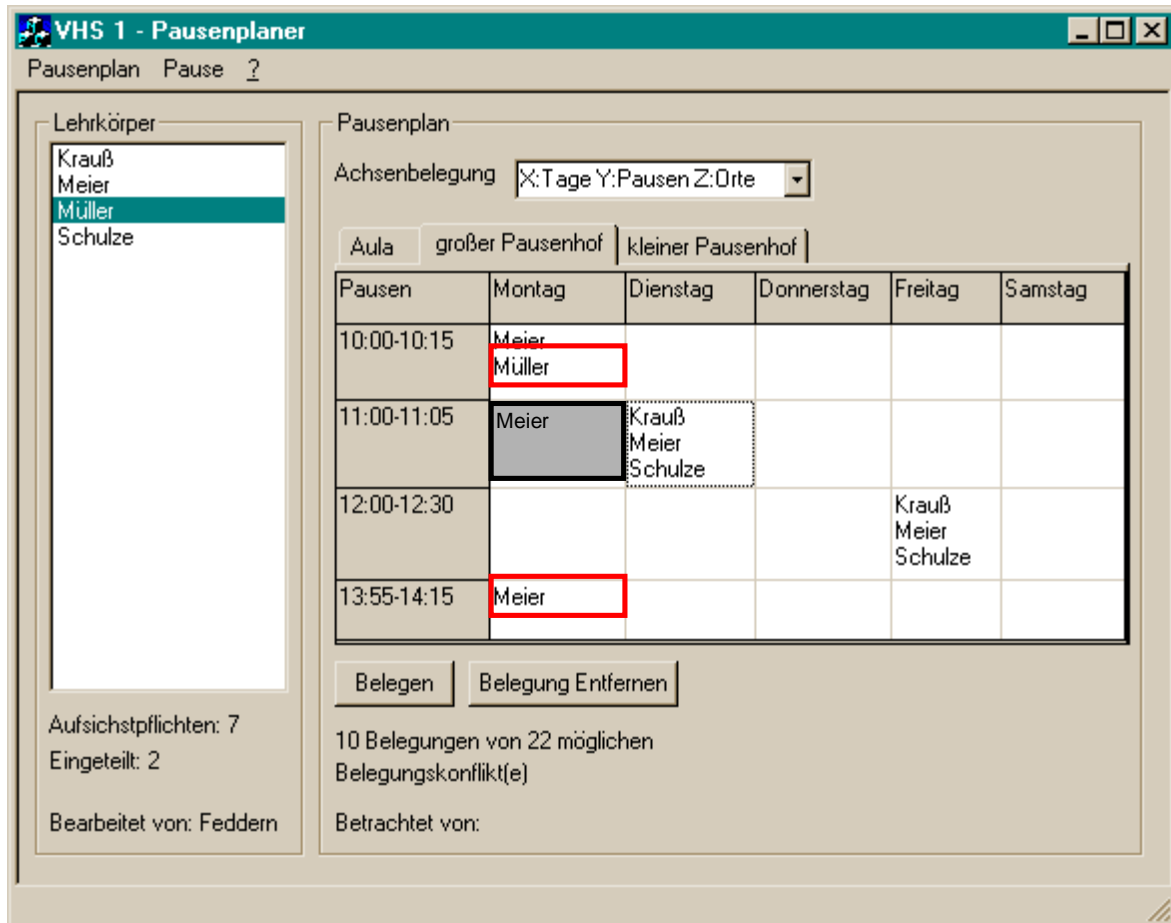 VHS 1 - Pausenplaner
Pausenplan Pause ?
Lehrkörper
Krauß
Meier
Müller
Schulze
Aufsichstpflichten: 7
Eingeteilt: 2
Bearbeitet von: Feddern
Pausenplan
Achsenbelegung X:Tage Y:Pausen Z:Orte
Aula großer Pausenhof kleiner Pausenhof
Pausen Montag Dienstag Donnerstag Freitag Samstag
10:00-10:15 Meier
Müller
11:00-11:05 Meier Krauß
Meier
Schulze
12:00-12:30 Krauß
Meier
Schulze
13:55-14:15 Meier
Belegen Belegung Entfernen
10 Belegungen von 22 möglichen
Belegungskonflikt(e)
Betrachtet von: